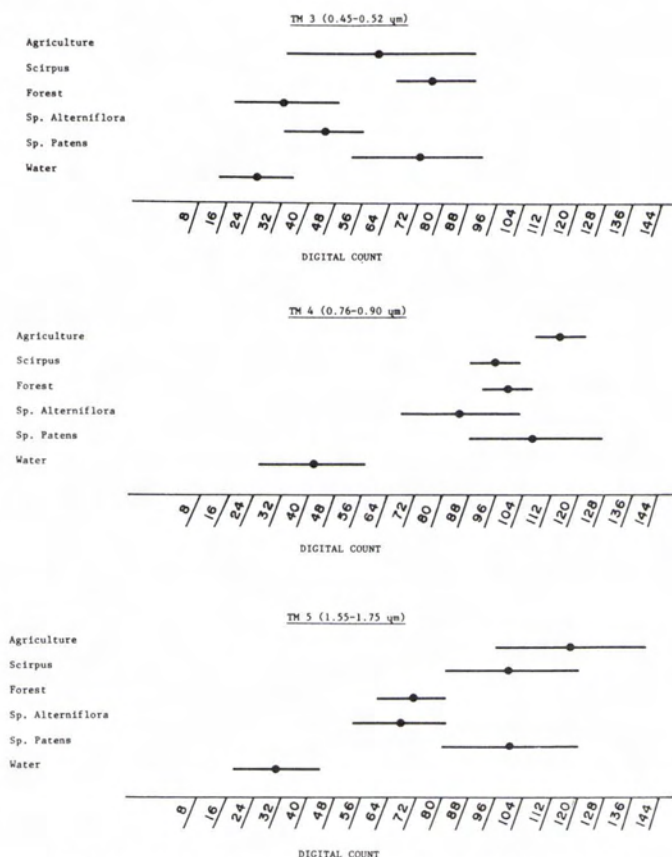 TM 3 (0.45-0.52 µm)
Agriculture
Scirpus
Forest
Sp. Alterniflora
Sp. Patens
Water
8 16 24 32 40 48 56 64 72 80 88 96 104 112 120 128 136 144
DIGITAL COUNT
TM 4 (0.76-0.90 µm)
Agriculture
Scirpus
Forest
Sp. Alterniflora
Sp. Patens
Water
8 16 24 32 40 48 56 64 72 80 88 96 104 112 120 128 136 144
DIGITAL COUNT
TM 5 (1.55-1.75 µm)
Agriculture
Scirpus
Forest
Sp. Alterniflora
Sp. Patens
Water
8 16 24 32 40 48 56 64 72 80 88 96 104 112 120 128 136 144
DIGITAL COUNT